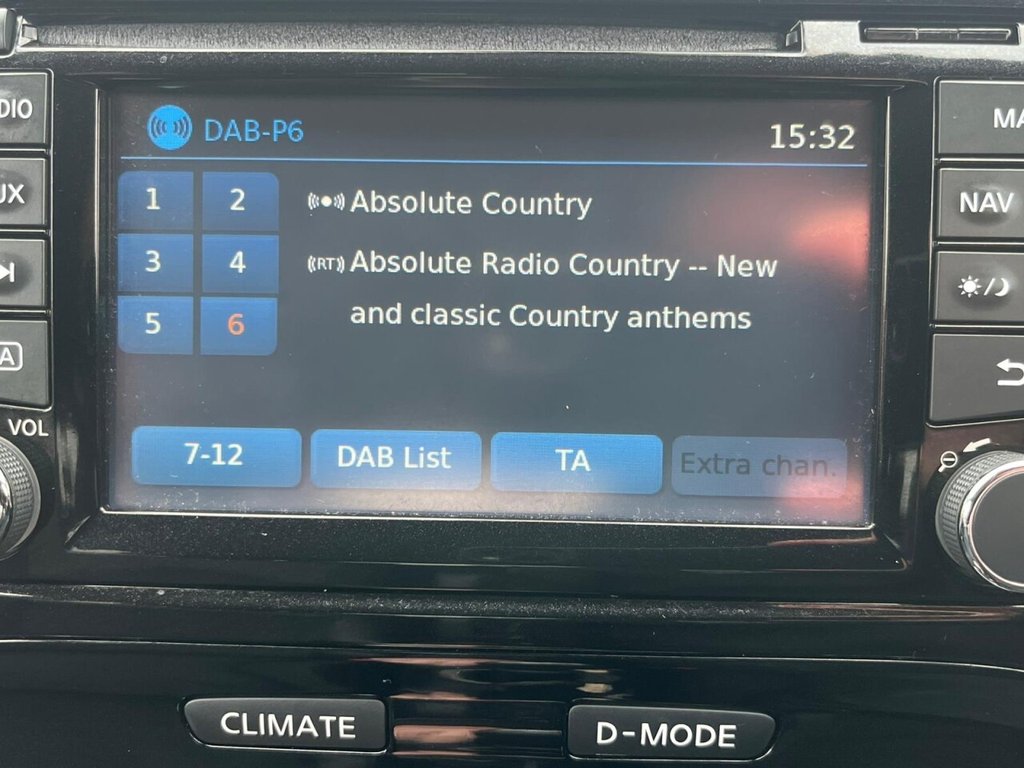 DAB-P6
15:32
1 2
Absolute Country
3 4
RT Absolute Radio Country -- New
5 6
and classic Country anthems
7-12 DAB List TA Extra chan.
DIO
UX
A
VOL
MA
NAV
CLIMATE D-MODE